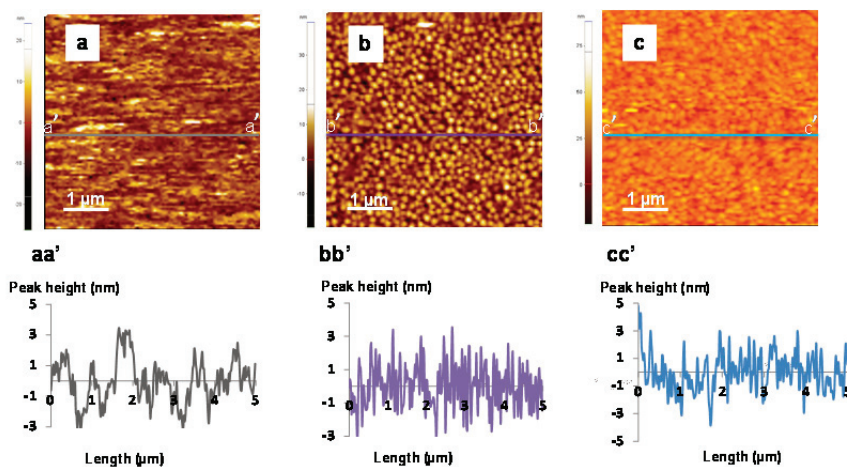 a b c
a' a' b' b' c' c'
1 µm 1 µm 1 µm
aa' bb' cc'
Peak height (nm) Peak height (nm) Peak height (nm)
5 5 5
3 3 3
1 1 1
-1 -1 -1
0 1 2 3 4 5 0 1 2 3 4 5 0 1 2 3 4 5
-3 -3 -3
-5
Length (µm) Length (µm) Length (µm)